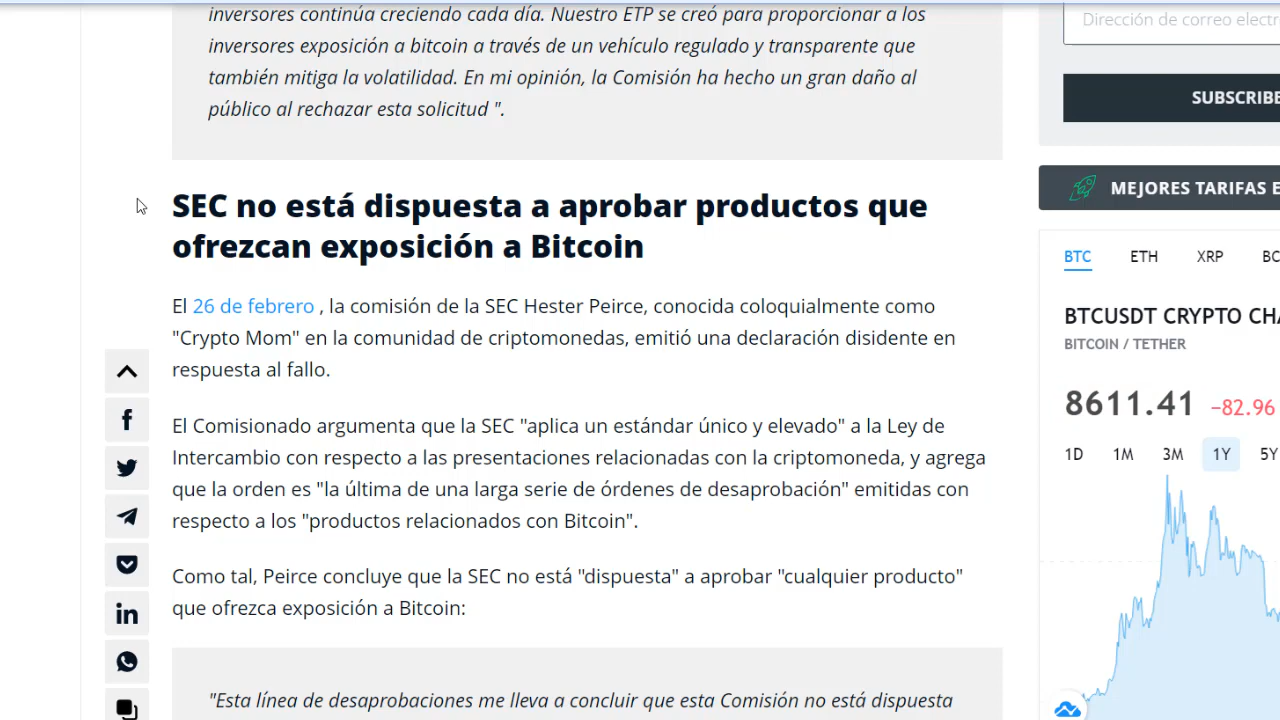 inversores continúa creciendo cada día. Nuestro ETP se creó para proporcionar a los
inversores exposición a bitcoin a través de un vehículo regulado y transparente que
también mitiga la volatilidad. En mi opinión, la Comisión ha hecho un gran daño al
público al rechazar esta solicitud ".
SEC no está dispuesta a aprobar productos que
ofrezcan exposición a Bitcoin
El 26 de febrero , la comisión de la SEC Hester Peirce, conocida coloquialmente como
"Crypto Mom" en la comunidad de criptomonedas, emitió una declaración disidente en
respuesta al fallo.
El Comisionado argumenta que la SEC "aplica un estándar único y elevado" a la Ley de
Intercambio con respecto a las presentaciones relacionadas con la criptomoneda, y agrega
que la orden es "la última de una larga serie de órdenes de desaprobación" emitidas con
respecto a los "productos relacionados con Bitcoin".
Como tal, Peirce concluye que la SEC no está "dispuesta" a aprobar "cualquier producto"
que ofrezca exposición a Bitcoin:
"Esta línea de desaprobaciones me lleva a concluir que esta Comisión no está dispuesta
Dirección de correo electr
SUBSCRIBE
MEJORES TARIFAS E
BTC ETH XRP BC
BTCUSDT CRYPTO CHA
BITCOIN / TETHER
8611.41 −82.96
1D 1M 3M 1Y 5Y